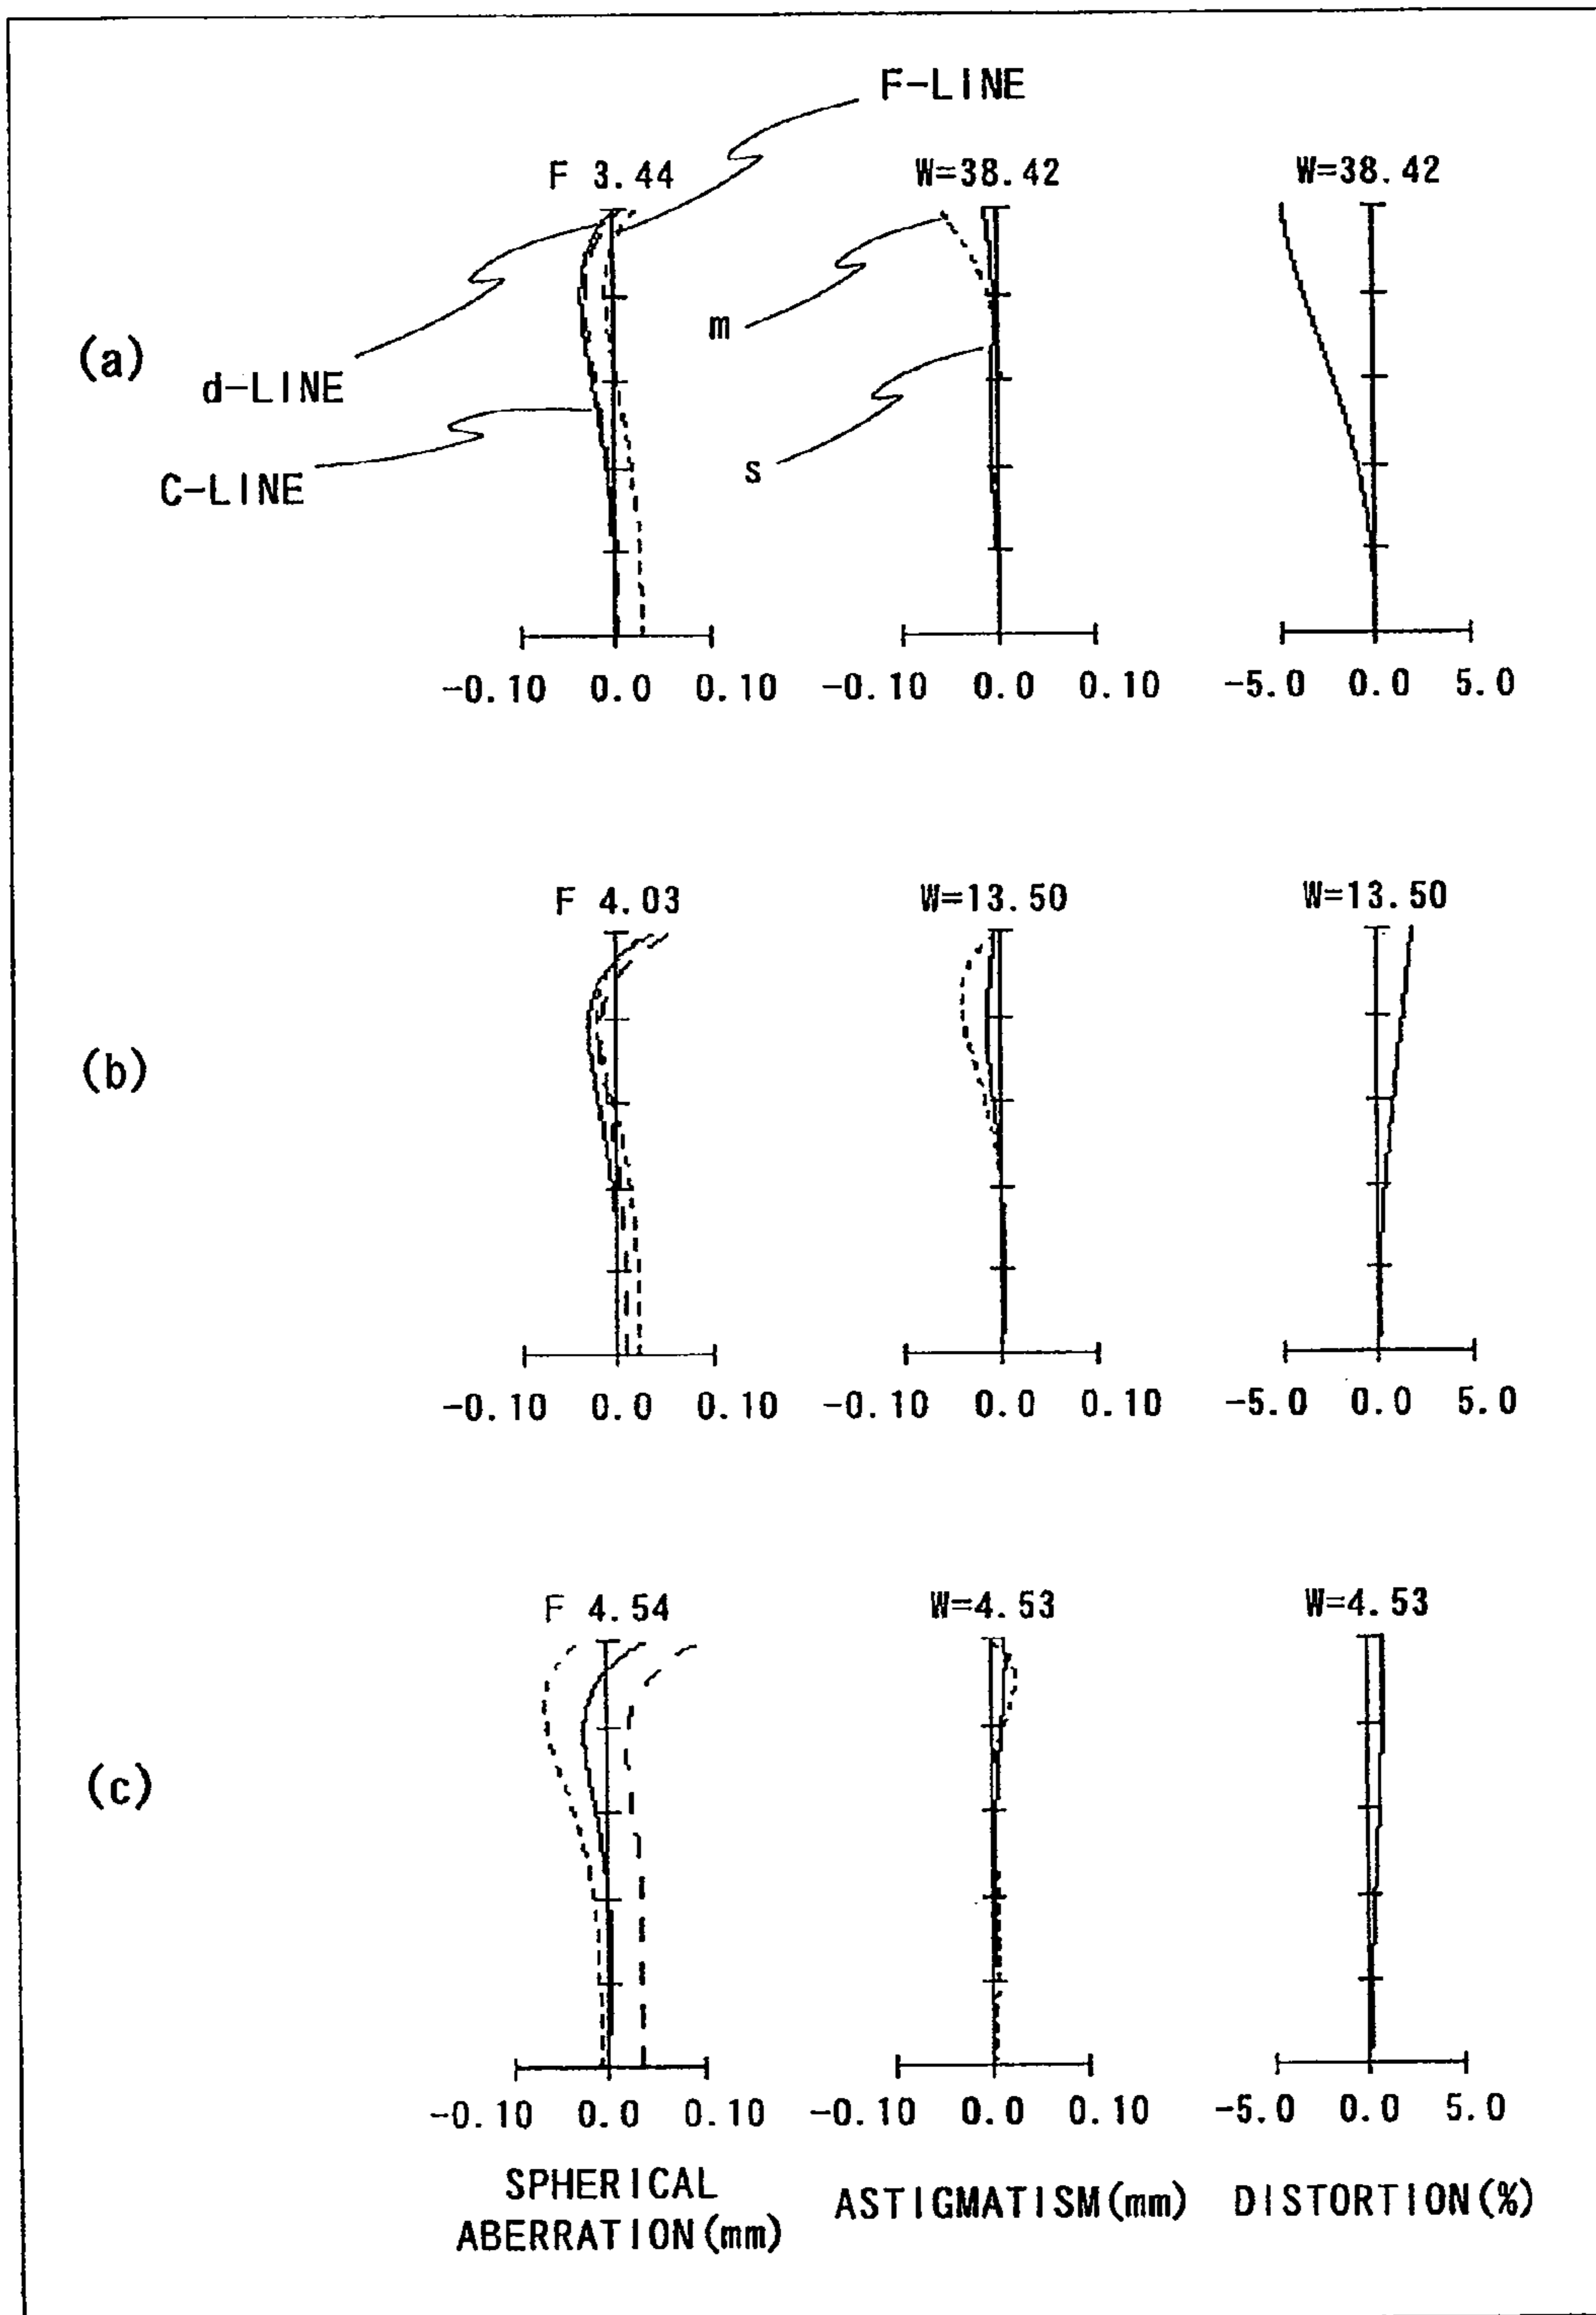 F-LINE
F 3.44
W=38.42
W=38.42
(a)
m
d-LINE
s
C-LINE
-0.10 0.0 0.10
-0.10 0.0 0.10
-5.0 0.0 5.0
F 4.03
W=13.50
W=13.50
(b)
-0.10 0.0 0.10
-0.10 0.0 0.10
-5.0 0.0 5.0
F 4.54
W=4.53
W=4.53
(c)
-0.10 0.0 0.10
-0.10 0.0 0.10
-5.0 0.0 5.0
SPHERICAL
ABERRATION(mm)
ASTIGMATISM(mm)
DISTORTION(%)